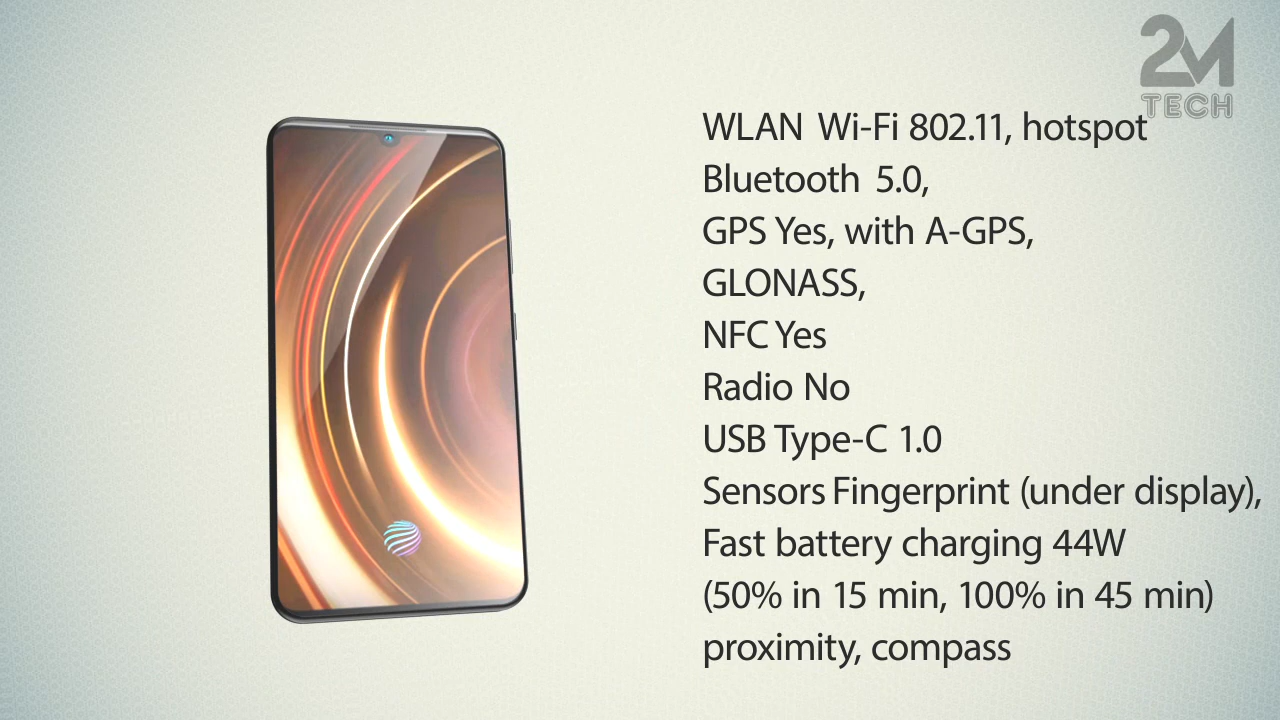 2M
TECH
WLAN Wi-Fi 802.11, hotspot
Bluetooth 5.0,
GPS Yes, with A-GPS,
GLONASS,
NFC Yes
Radio No
USB Type-C 1.0
Sensors Fingerprint (under display),
Fast battery charging 44W
(50% in 15 min, 100% in 45 min)
proximity, compass